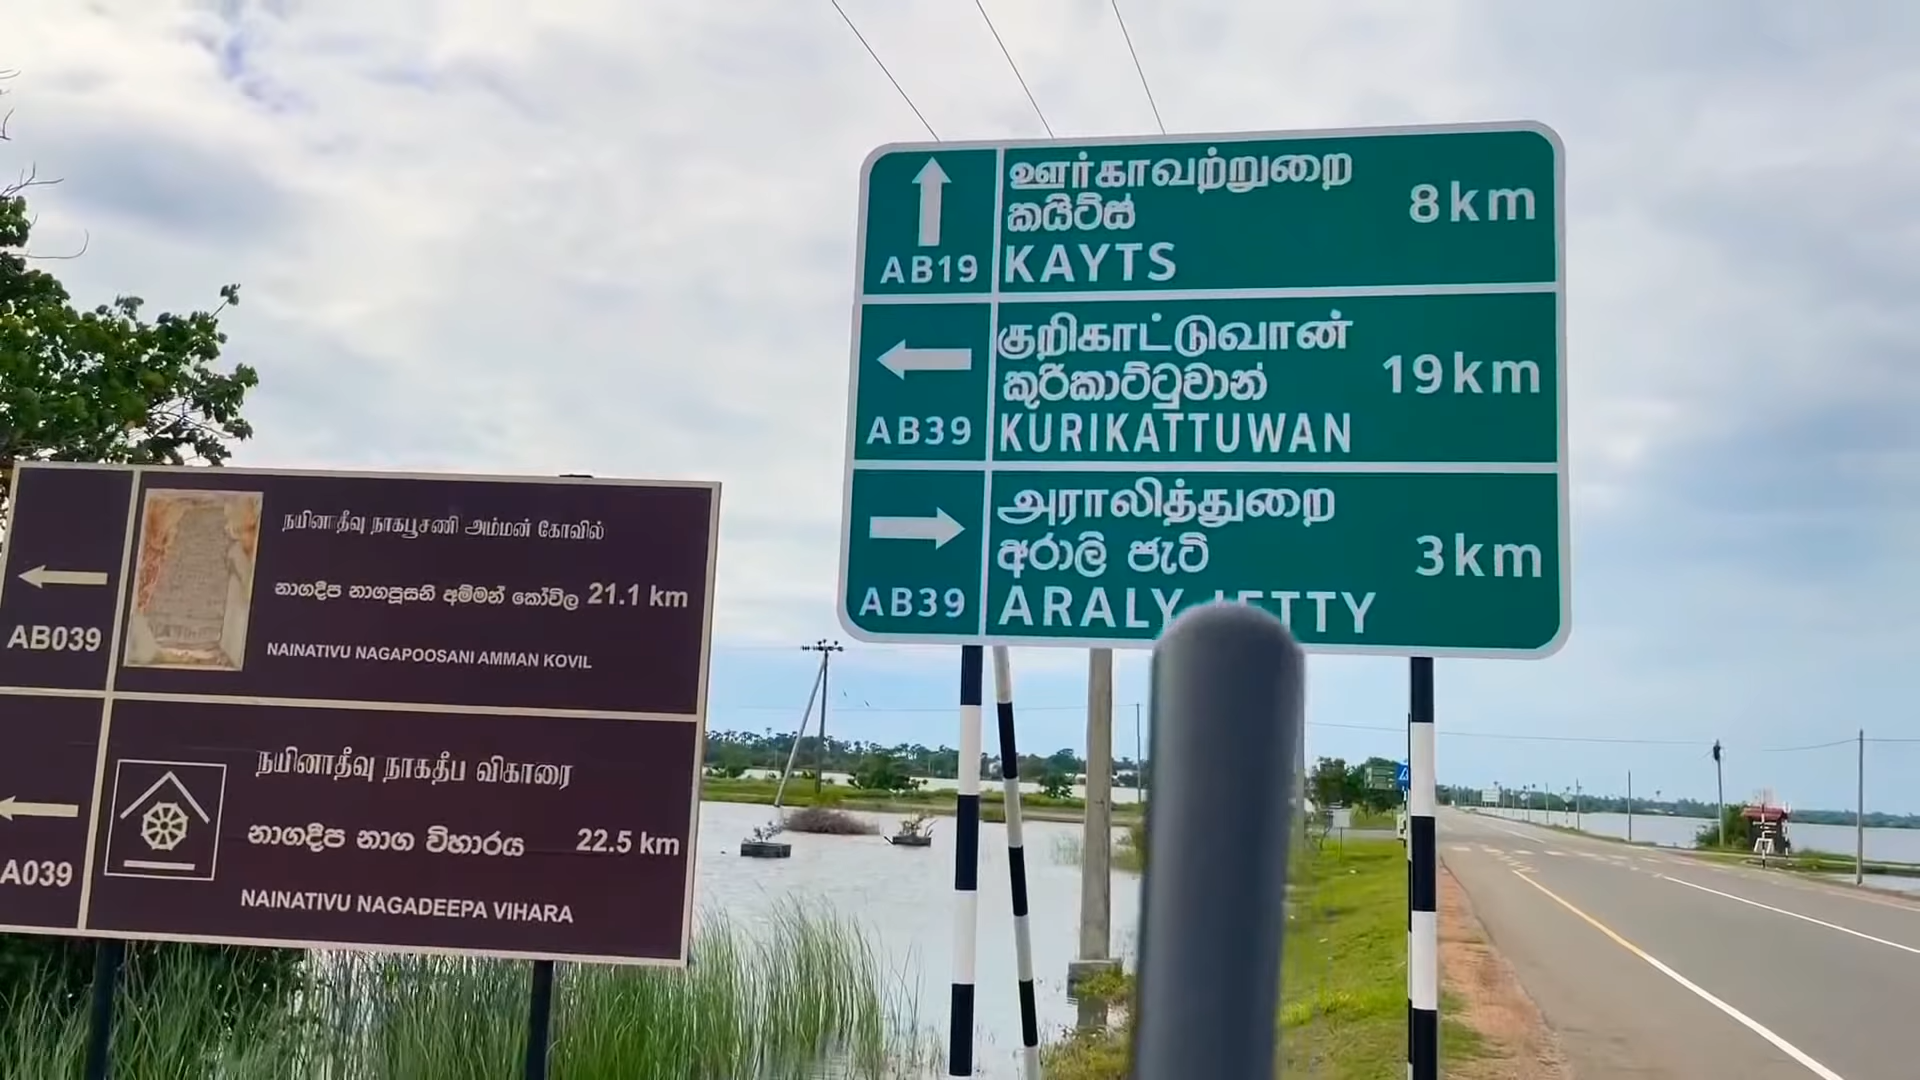 ஊர்காவற்றுறை
කයිට්ස්
KAYTS
8km
AB19
குறிகாட்டுவான்
කුරිකාට්ටුවාන්
KURIKATTUWAN
19km
AB39
அராலித்துறை
අරාලි ජැටි
ARALY
3km
AB39
நயினாதீவு நாகபூசணி அம்மன் கோவில்
නාගදීප නාගපූසනි අම්මන් කෝවිල 21.1 km
NAINATIVU NAGAPOOSANI AMMAN KOVIL
AB039
நயினாதீவு நாகதீப விகாரை
නාගදීප නාග විහාරය 22.5 km
NAINATIVU NAGADEEPA VIHARA
A039